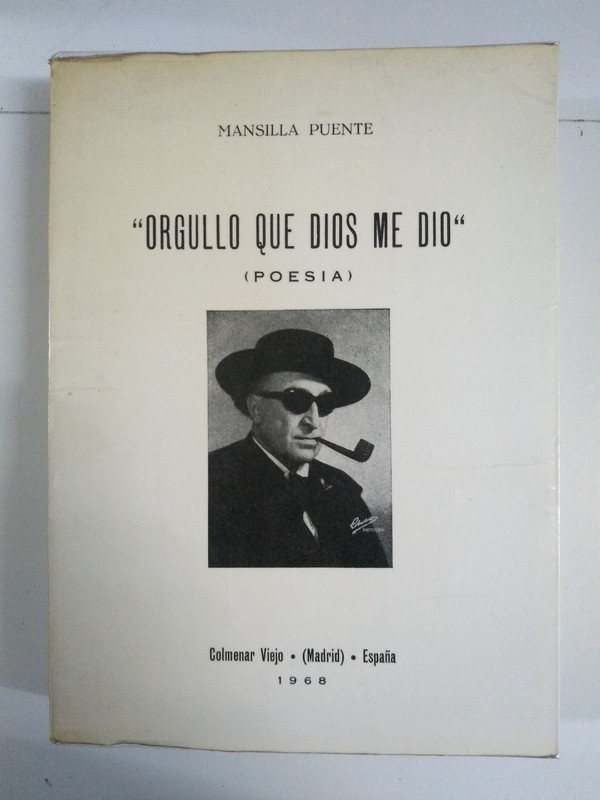 MANSILLA PUENTE
“ORGULLO QUE DIOS ME DIO“
(POESIA)
Colmenar Viejo • (Madrid) • España
1968